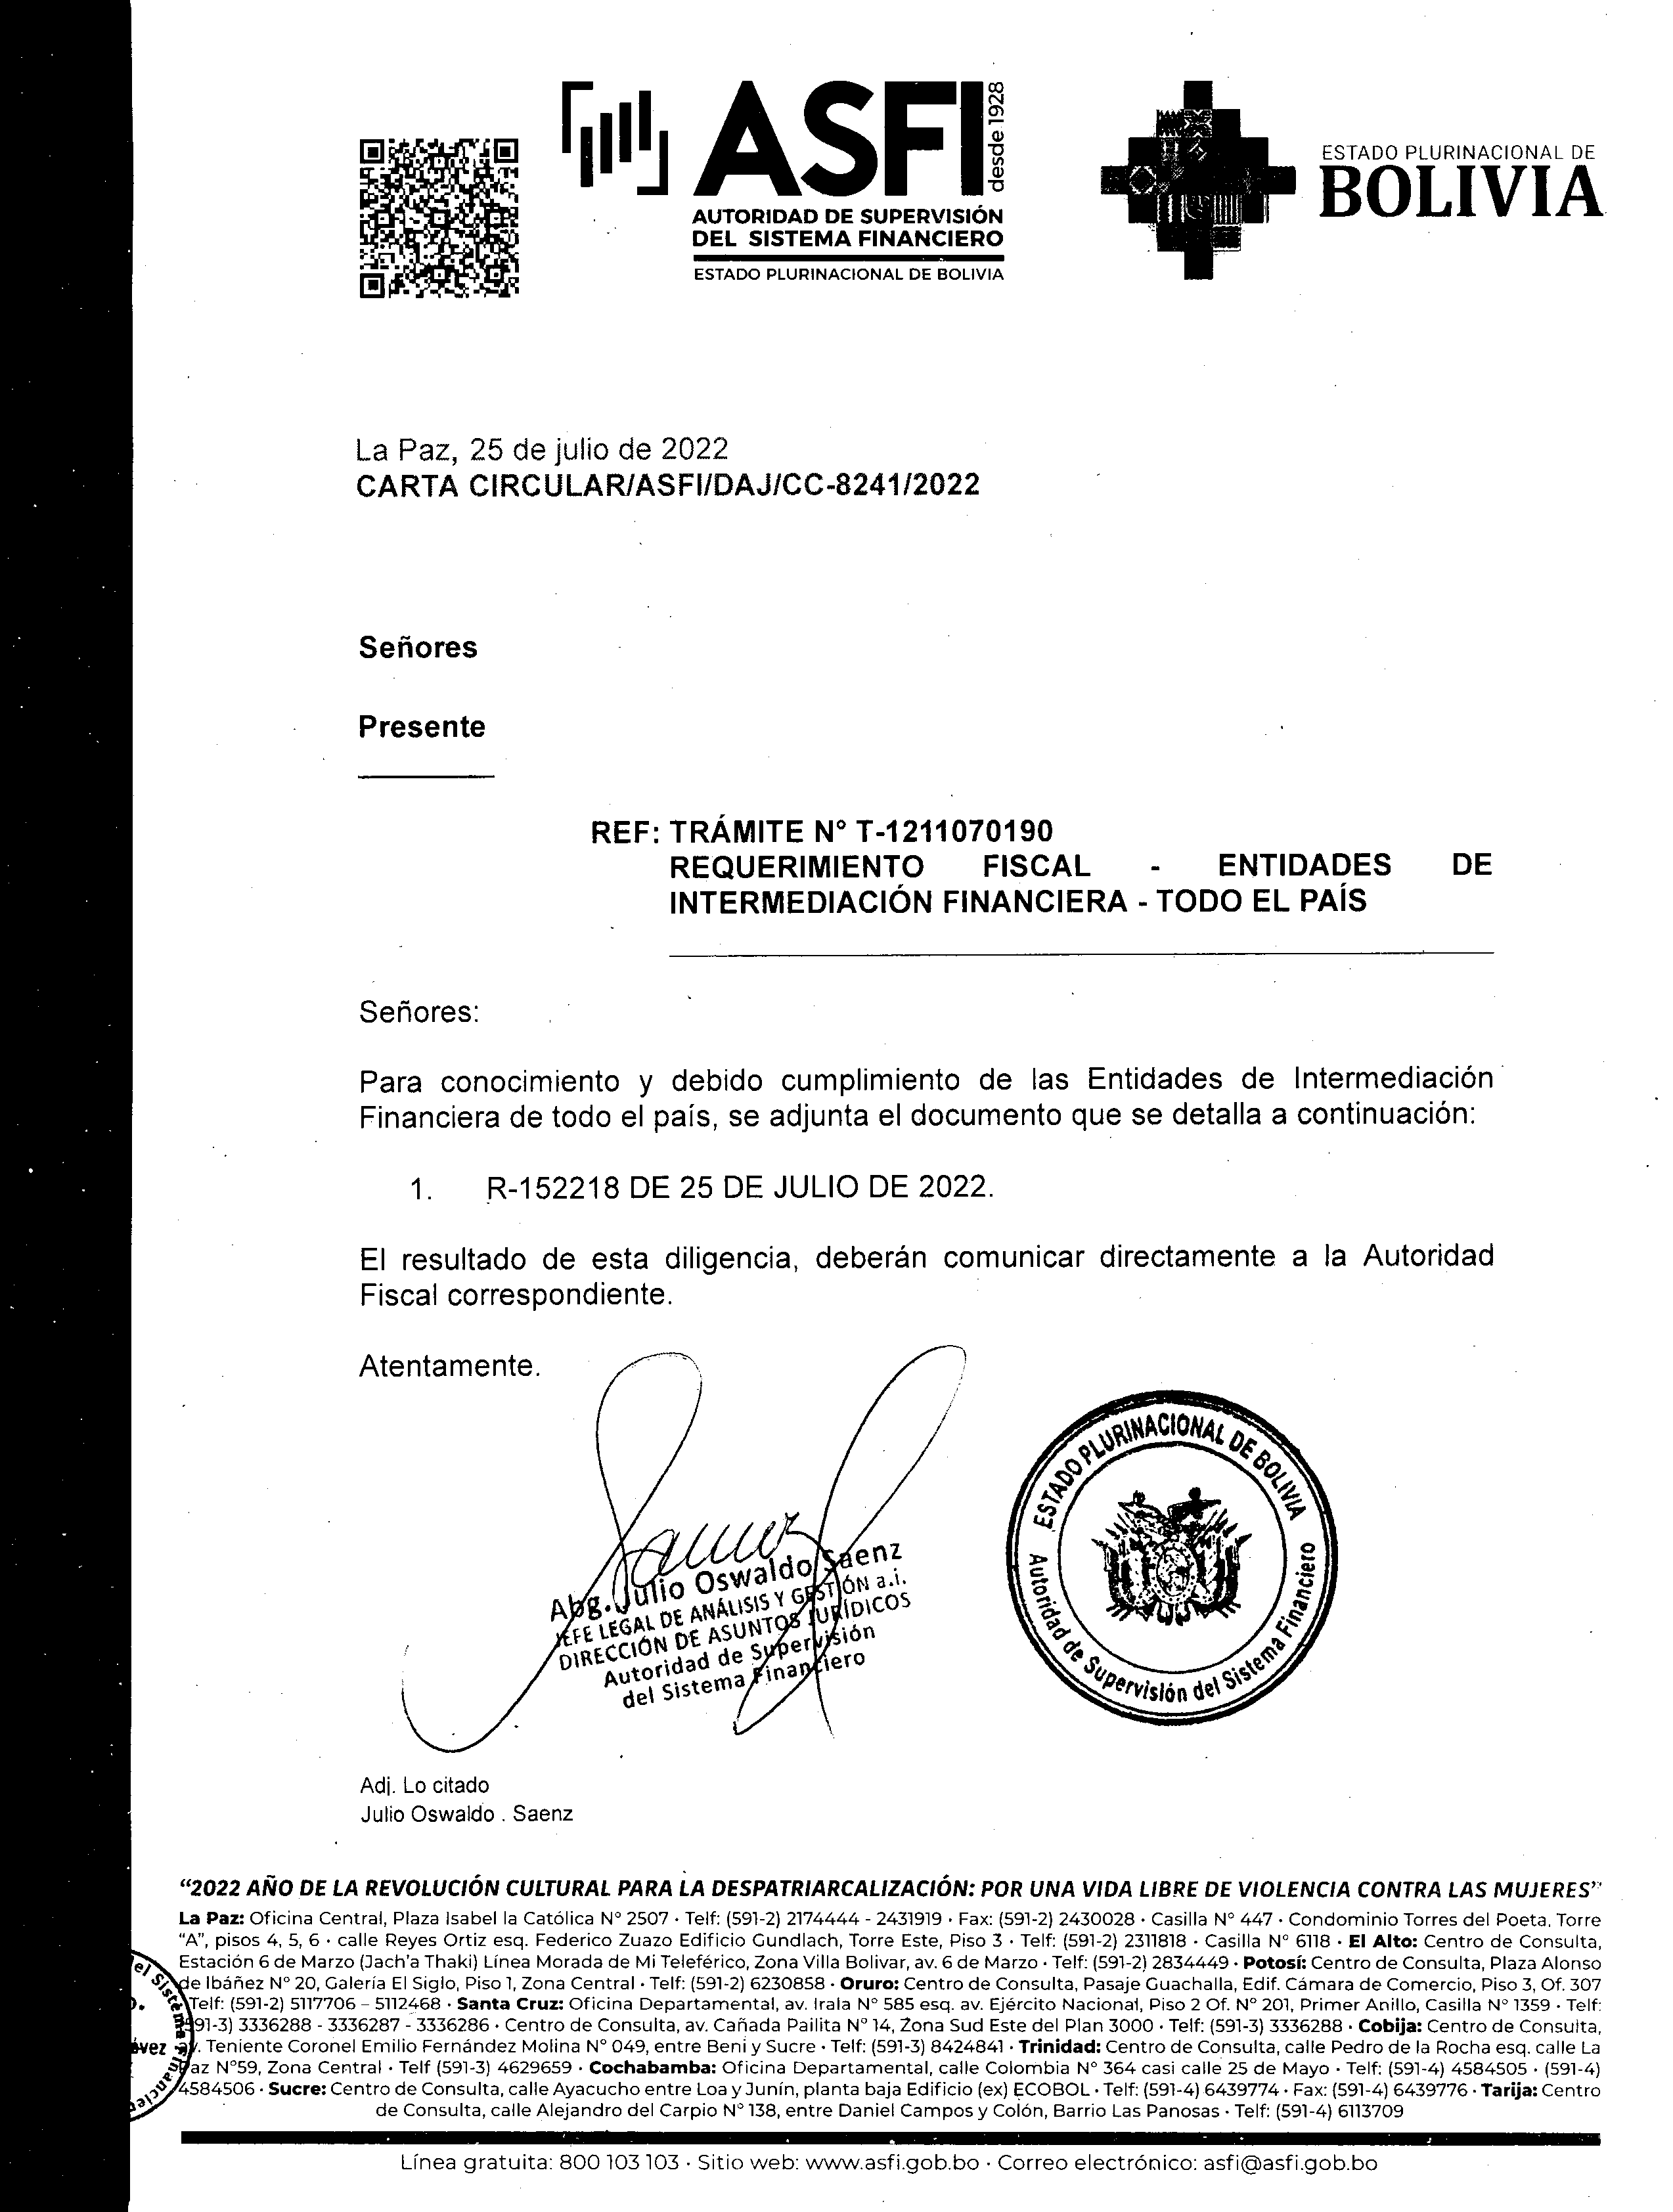 ASFI
desde 1928
AUTORIDAD DE SUPERVISIÓN
DEL SISTEMA FINANCIERO
ESTADO PLURINACIONAL DE BOLIVIA
ESTADO PLURINACIONAL DE
BOLIVIA
La Paz, 25 de julio de 2022
CARTA CIRCULAR/ASFI/DAJ/CC-8241/2022
Señores
Presente
REF: TRÁMITE N° T-1211070190
REQUERIMIENTO FISCAL - ENTIDADES DE
INTERMEDIACIÓN FINANCIERA - TODO EL PAÍS
Señores:
Para conocimiento y debido cumplimiento de las Entidades de Intermediación
Financiera de todo el país, se adjunta el documento que se detalla a continuación:
1. R-152218 DE 25 DE JULIO DE 2022.
El resultado de esta diligencia, deberán comunicar directamente a la Autoridad
Fiscal correspondiente.
Atentamente.
Abg. Julio Oswaldo Saenz
JEFE LEGAL DE ANÁLISIS Y GESTIÓN a.i.
DIRECCIÓN DE ASUNTOS JURÍDICOS
Autoridad de Supervisión
del Sistema Financiero
ESTADO PLURINACIONAL DE BOLIVIA
Autoridad de Supervisión del Sistema Financiero
Adj. Lo citado
Julio Oswaldo . Saenz
“2022 AÑO DE LA REVOLUCIÓN CULTURAL PARA LA DESPATRIARCALIZACIÓN: POR UNA VIDA LIBRE DE VIOLENCIA CONTRA LAS MUJERES”
La Paz: Oficina Central, Plaza Isabel la Católica N° 2507 · Telf: (591-2) 2174444 - 2431919 · Fax: (591-2) 2430028 · Casilla N° 447 · Condominio Torres del Poeta, Torre
“A”, pisos 4, 5, 6 · calle Reyes Ortiz esq. Federico Zuazo Edificio Gundlach, Torre Este, Piso 3 · Telf: (591-2) 2311818 · Casilla N° 6118 · El Alto: Centro de Consulta,
Estación 6 de Marzo (Jach'a Thaki) Línea Morada de Mi Teleférico, Zona Villa Bolivar, av. 6 de Marzo · Telf: (591-2) 2834449 · Potosí: Centro de Consulta, Plaza Alonso
de Ibáñez N° 20, Galería El Siglo, Piso 1, Zona Central · Telf: (591-2) 6230858 · Oruro: Centro de Consulta, Pasaje Guachalla, Edif. Cámara de Comercio, Piso 3, Of. 307
Telf: (591-2) 5117706 – 5112468 · Santa Cruz: Oficina Departamental, av. Irala N° 585 esq. av. Ejército Nacional, Piso 2 Of. N° 201, Primer Anillo, Casilla N° 1359 · Telf:
91-3) 3336288 - 3336287 - 3336286 · Centro de Consulta, av. Cañada Pailita N° 14, Zona Sud Este del Plan 3000 · Telf: (591-3) 3336288 · Cobija: Centro de Consulta,
Teniente Coronel Emilio Fernández Molina N° 049, entre Beni y Sucre · Telf: (591-3) 8424841 · Trinidad: Centro de Consulta, calle Pedro de la Rocha esq. calle La
az N°59, Zona Central · Telf (591-3) 4629659 · Cochabamba: Oficina Departamental, calle Colombia N° 364 casi calle 25 de Mayo · Telf: (591-4) 4584505 · (591-4)
4584506 · Sucre: Centro de Consulta, calle Ayacucho entre Loa y Junín, planta baja Edificio (ex) ECOBOL · Telf: (591-4) 6439774 · Fax: (591-4) 6439776 · Tarija: Centro
de Consulta, calle Alejandro del Carpio N° 138, entre Daniel Campos y Colón, Barrio Las Panosas · Telf: (591-4) 6113709
Línea gratuita: 800 103 103 · Sitio web: www.asfi.gob.bo · Correo electrónico: asfi@asfi.gob.bo